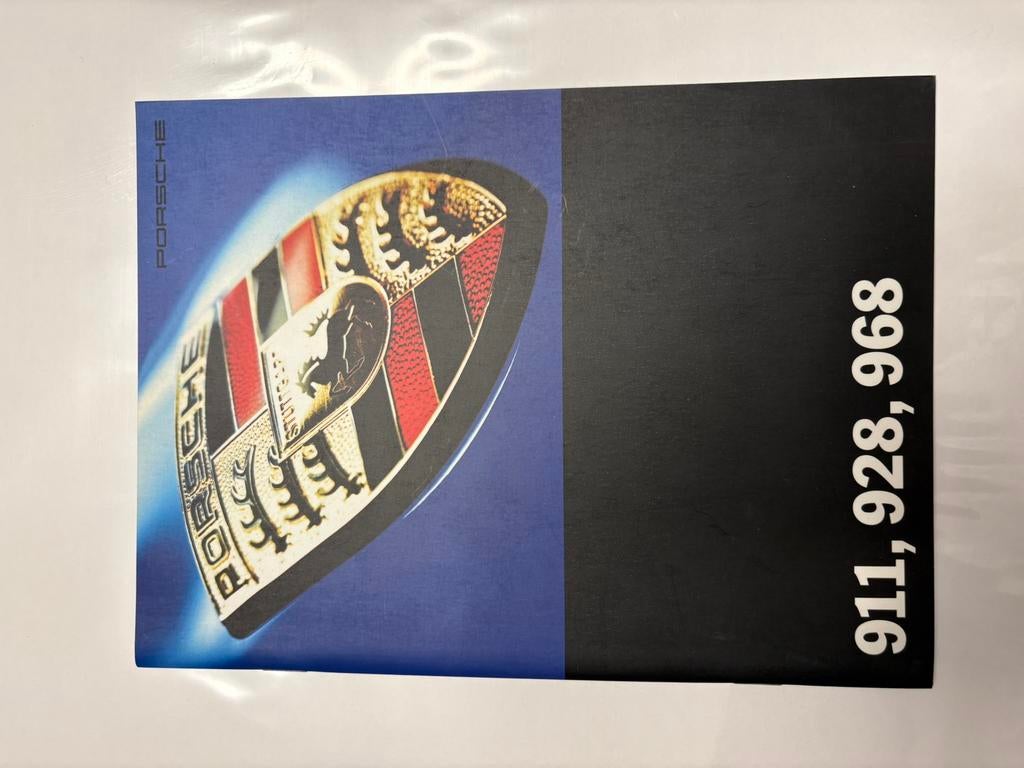 PORSCHE
PORSCHE
STUTTGART
911, 928, 968